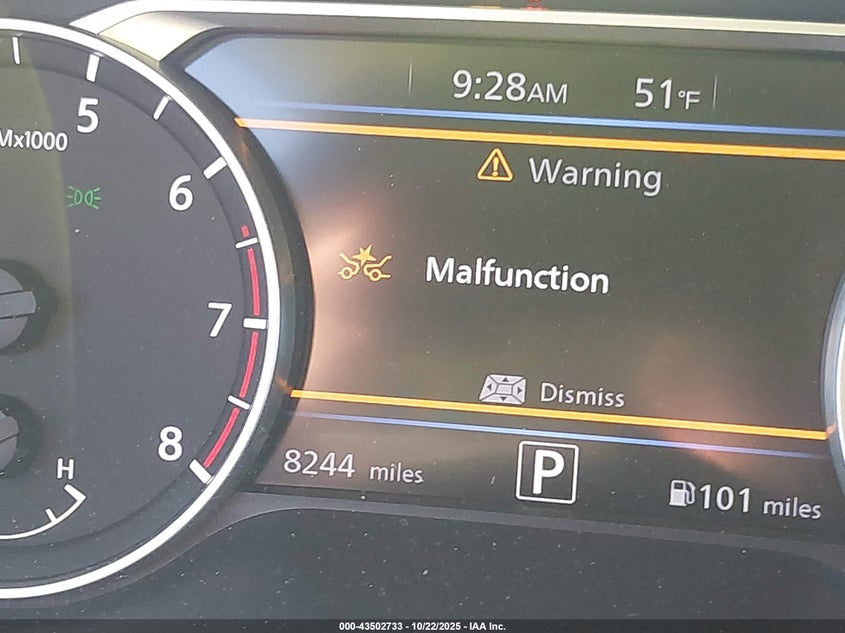 9:28AM 51°F
5
Mx1000
Warning
6
Malfunction
7
Dismiss
8
8244 miles P 101 miles
H
000-43502733 - 10/22/2025 - IAA Inc.